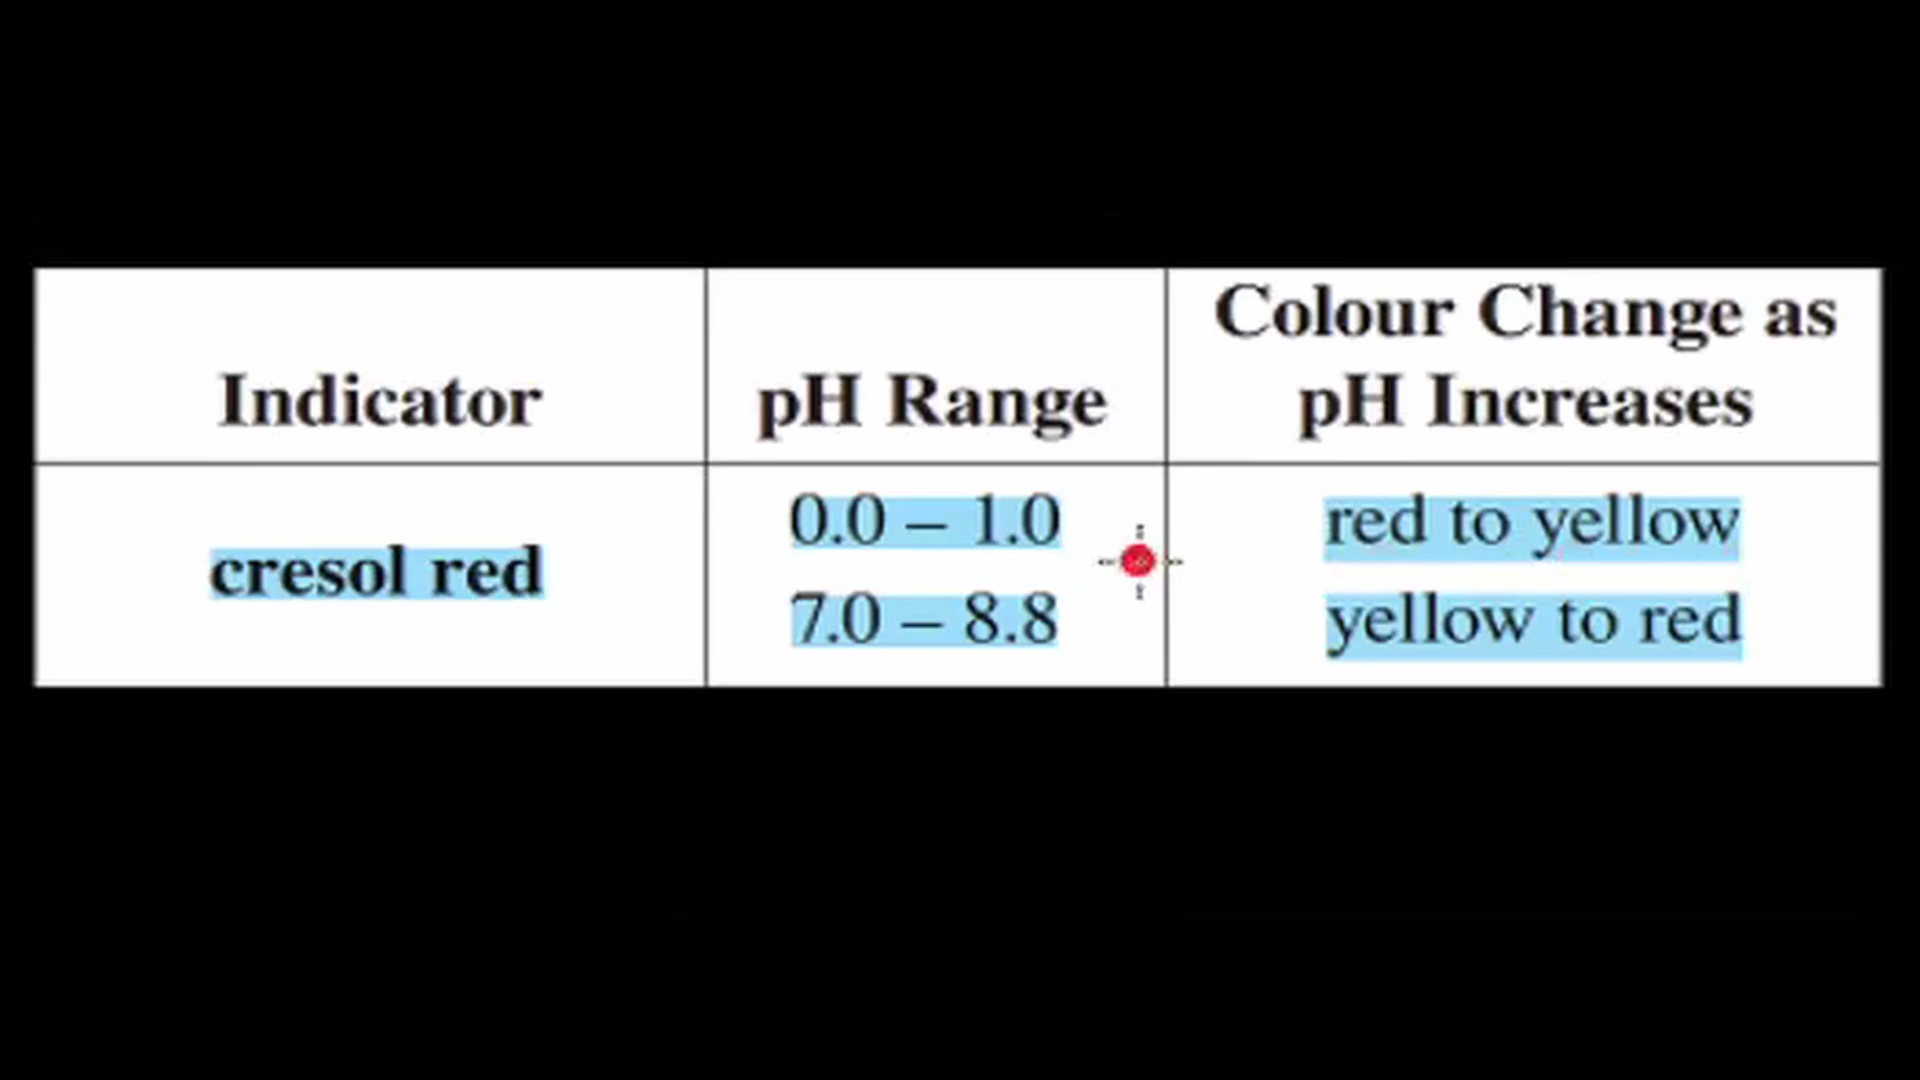 Indicator
pH Range
Colour Change as
pH Increases
cresol red
0.0 – 1.0
7.0 – 8.8
red to yellow
yellow to red